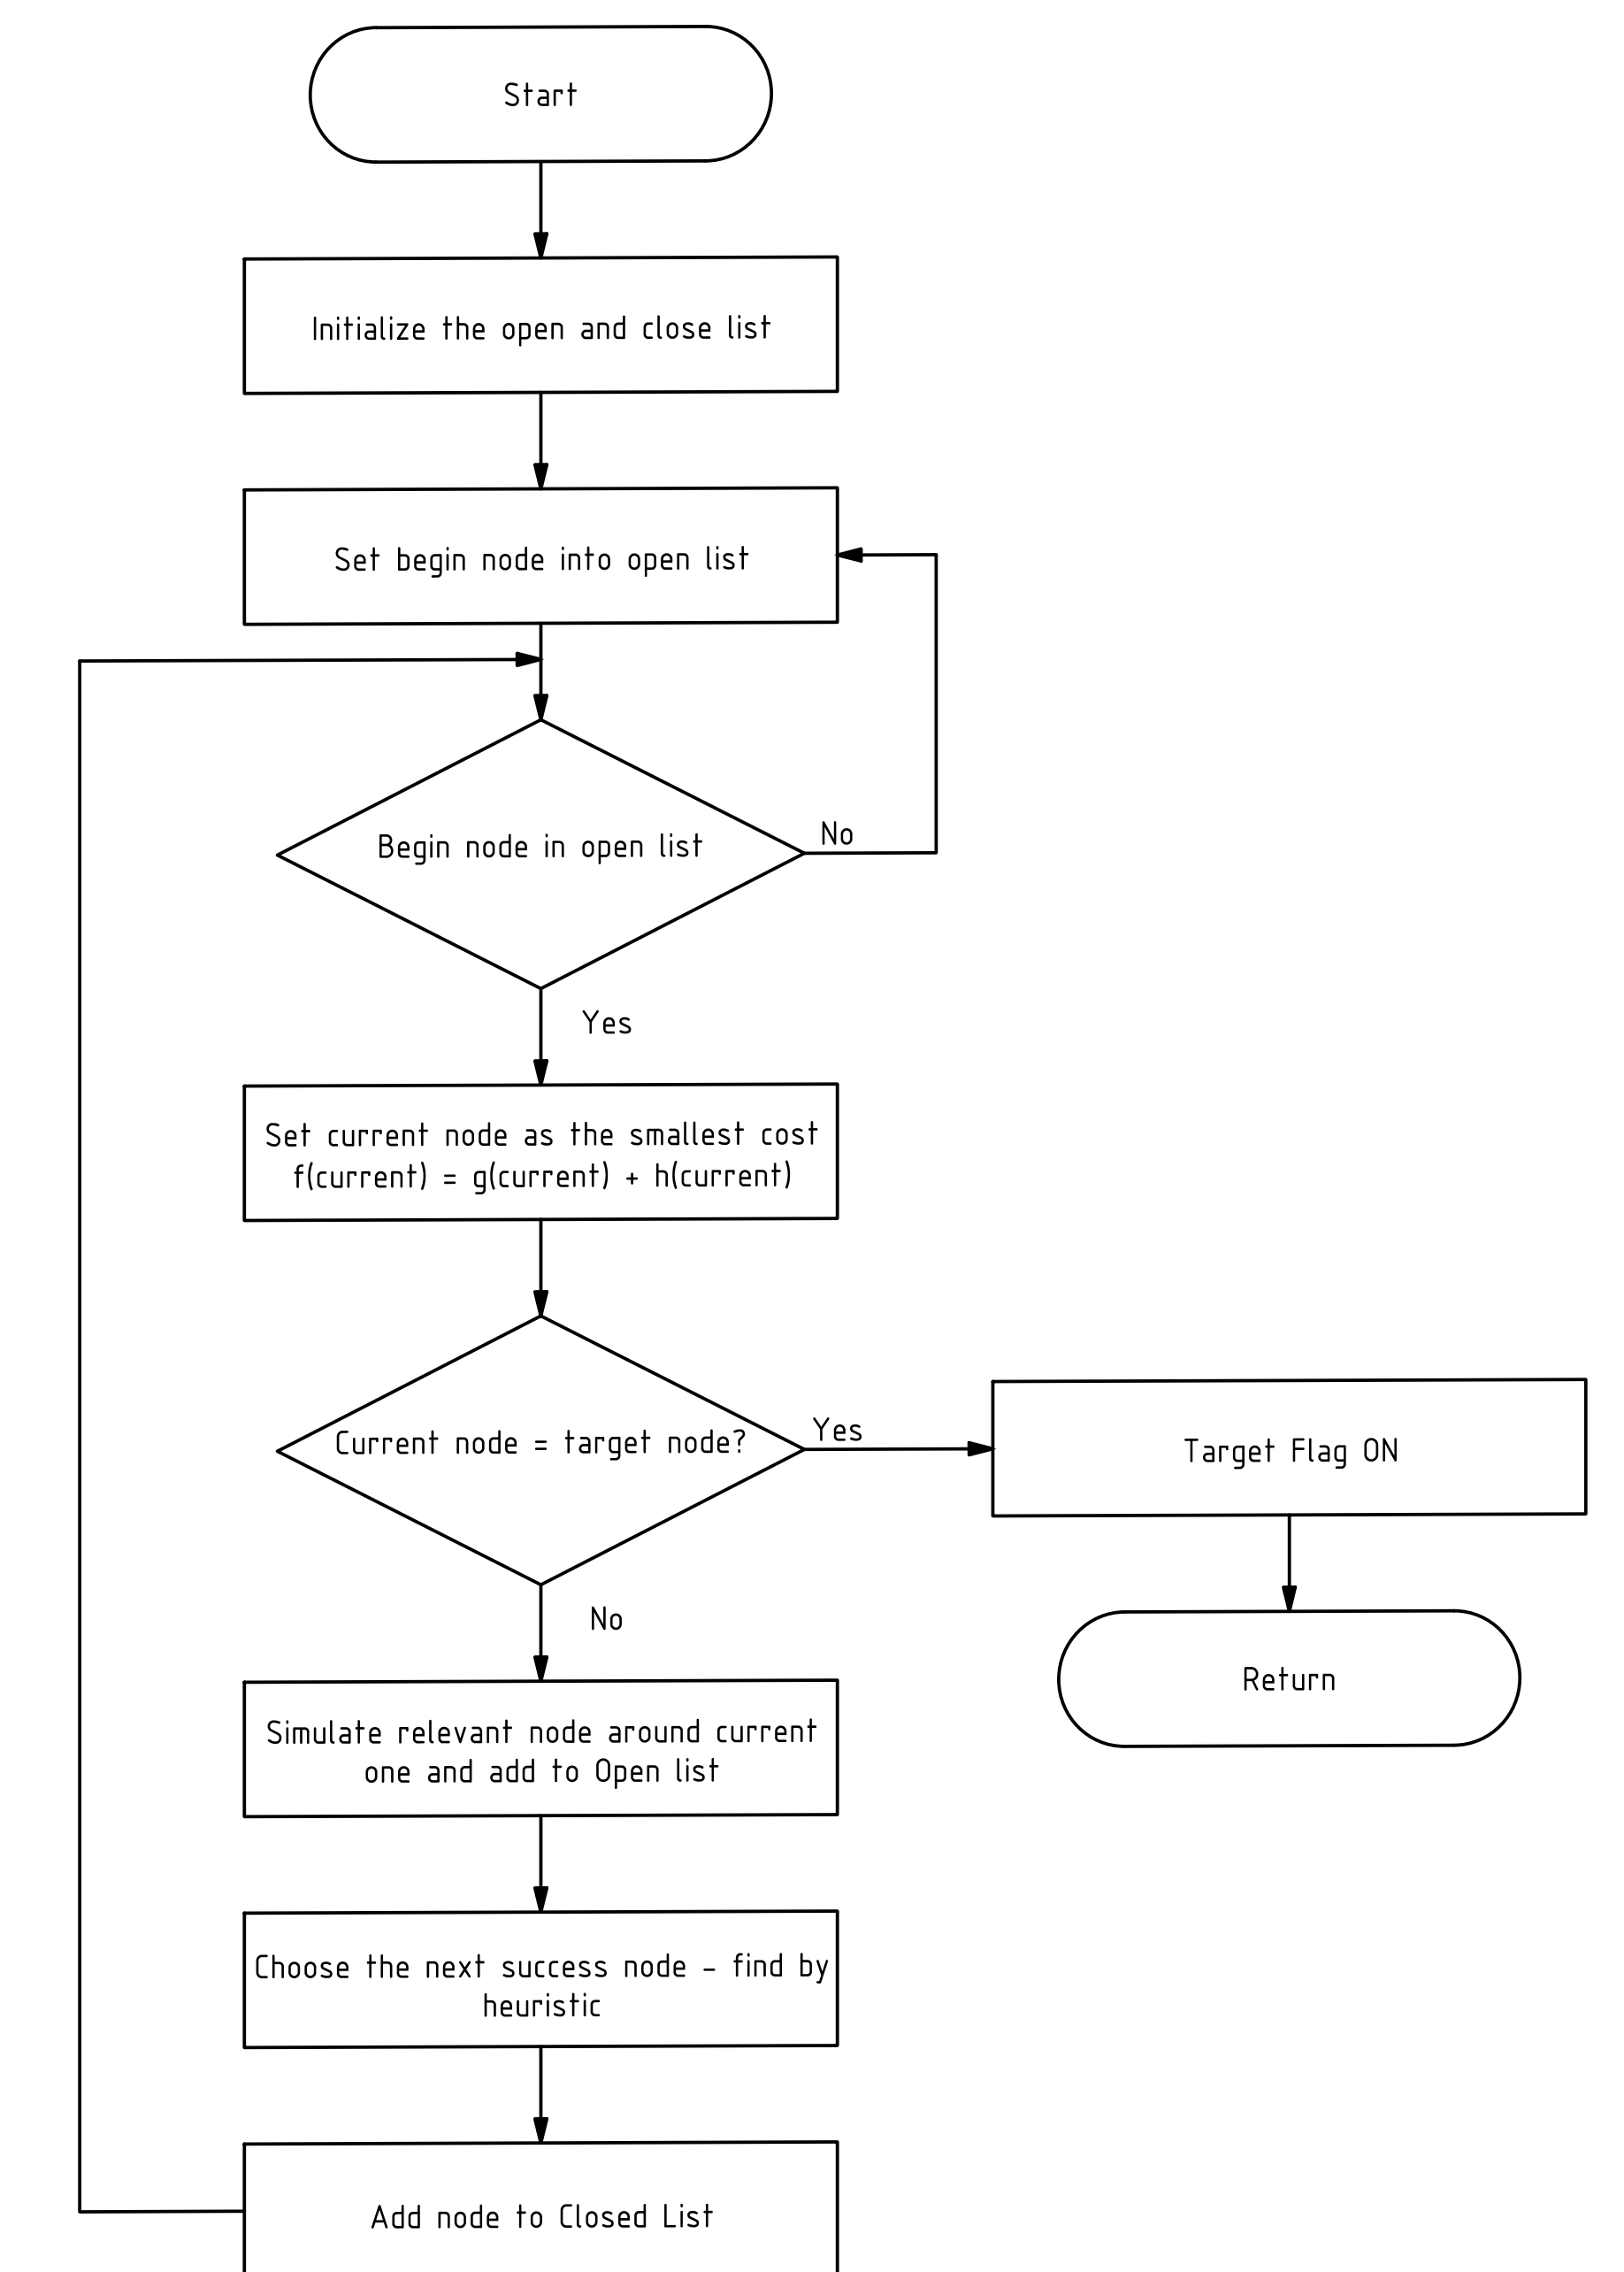 Start
Initialize the open and close list
Set begin node into open list
Begin node in open list
No
Yes
Set current node as the smallest cost
f(current) = g(current) + h(current)
Current node = target node?
Yes
Target Flag ON
No
Return
Simulate relevant node around current
one and add to Open list
Choose the next success node - find by
heuristic
Add node to Closed List